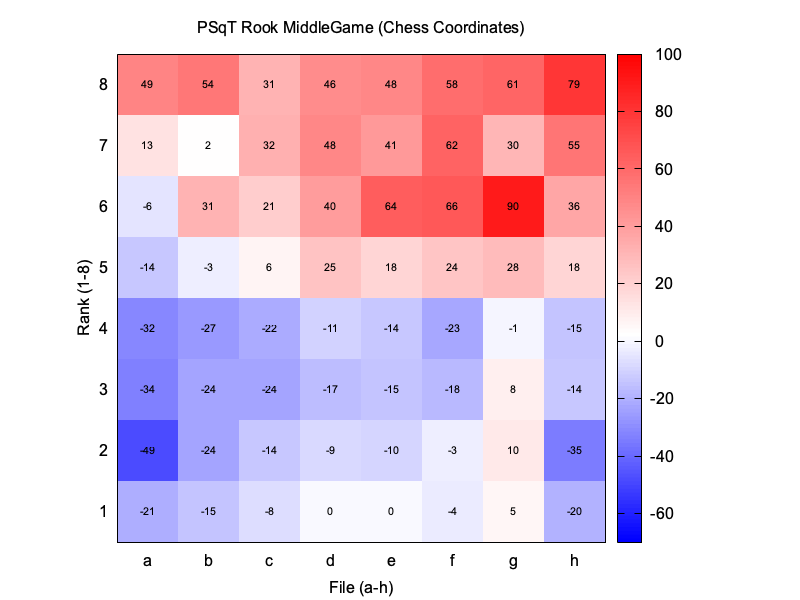 PSqT Rook MiddleGame (Chess Coordinates)
8 49 54 31 46 48 58 61 79
7 13 2 32 48 41 62 30 55
6 -6 31 21 40 64 66 90 36
5 -14 -3 6 25 18 24 28 18
4 -32 -27 -22 -11 -14 -23 -1 -15
3 -34 -24 -24 -17 -15 -18 8 -14
2 -49 -24 -14 -9 -10 -3 10 -35
1 -21 -15 -8 0 0 -4 5 -20
a b c d e f g h
File (a-h)
Rank (1-8)
100
80
60
40
20
0
-20
-40
-60